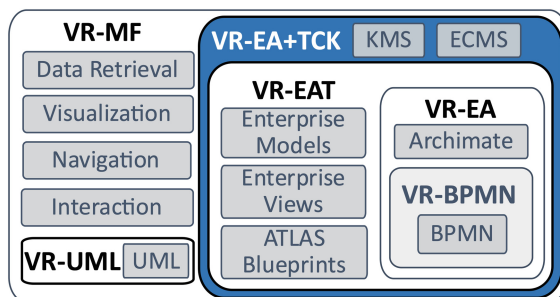 VR-MF
Data Retrieval
Visualization
Navigation
Interaction
VR-UML UML
VR-EA+TCK KMS ECMS
VR-EAT
Enterprise
Models
Enterprise
Views
ATLAS
Blueprints
VR-EA
Archimate
VR-BPMN
BPMN